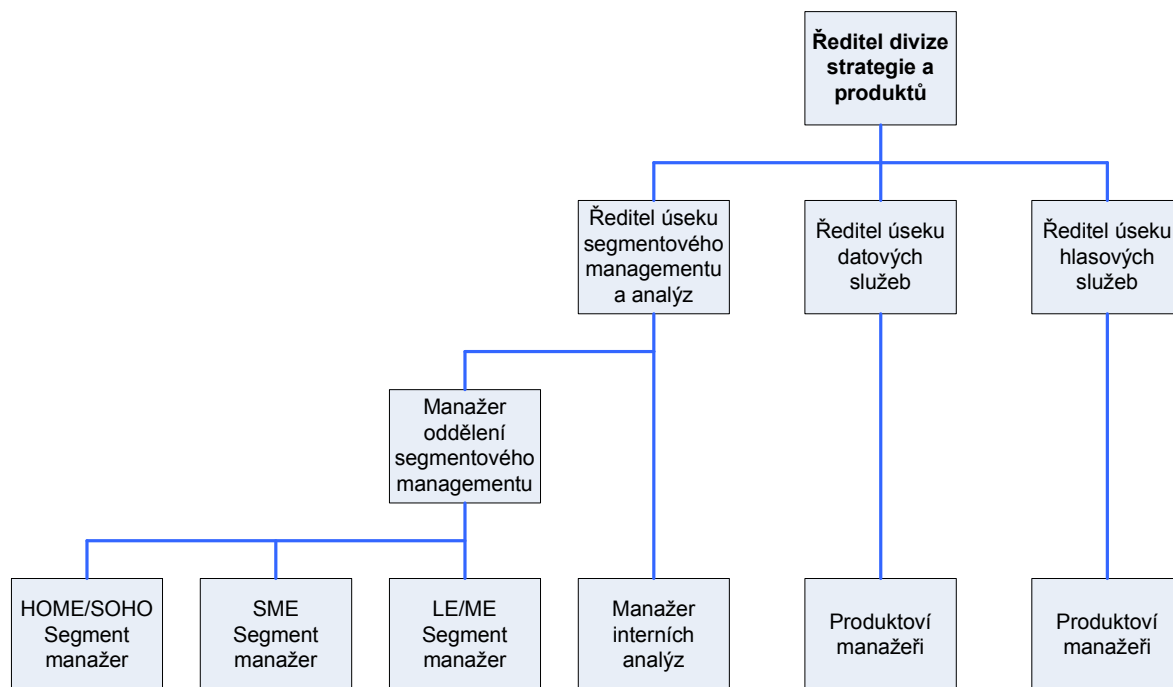 Ředitel divize
strategie a
produktů
Ředitel úseku
segmentového
managementu
a analýz
Ředitel úseku
datových
služeb
Ředitel úseku
hlasových
služeb
Manažer
oddělení
segmentového
managementu
HOME/SOHO
Segment
manažer
SME
Segment
manažer
LE/ME
Segment
manažer
Manažer
interních
analýz
Produktoví
manažeři
Produktoví
manažeři